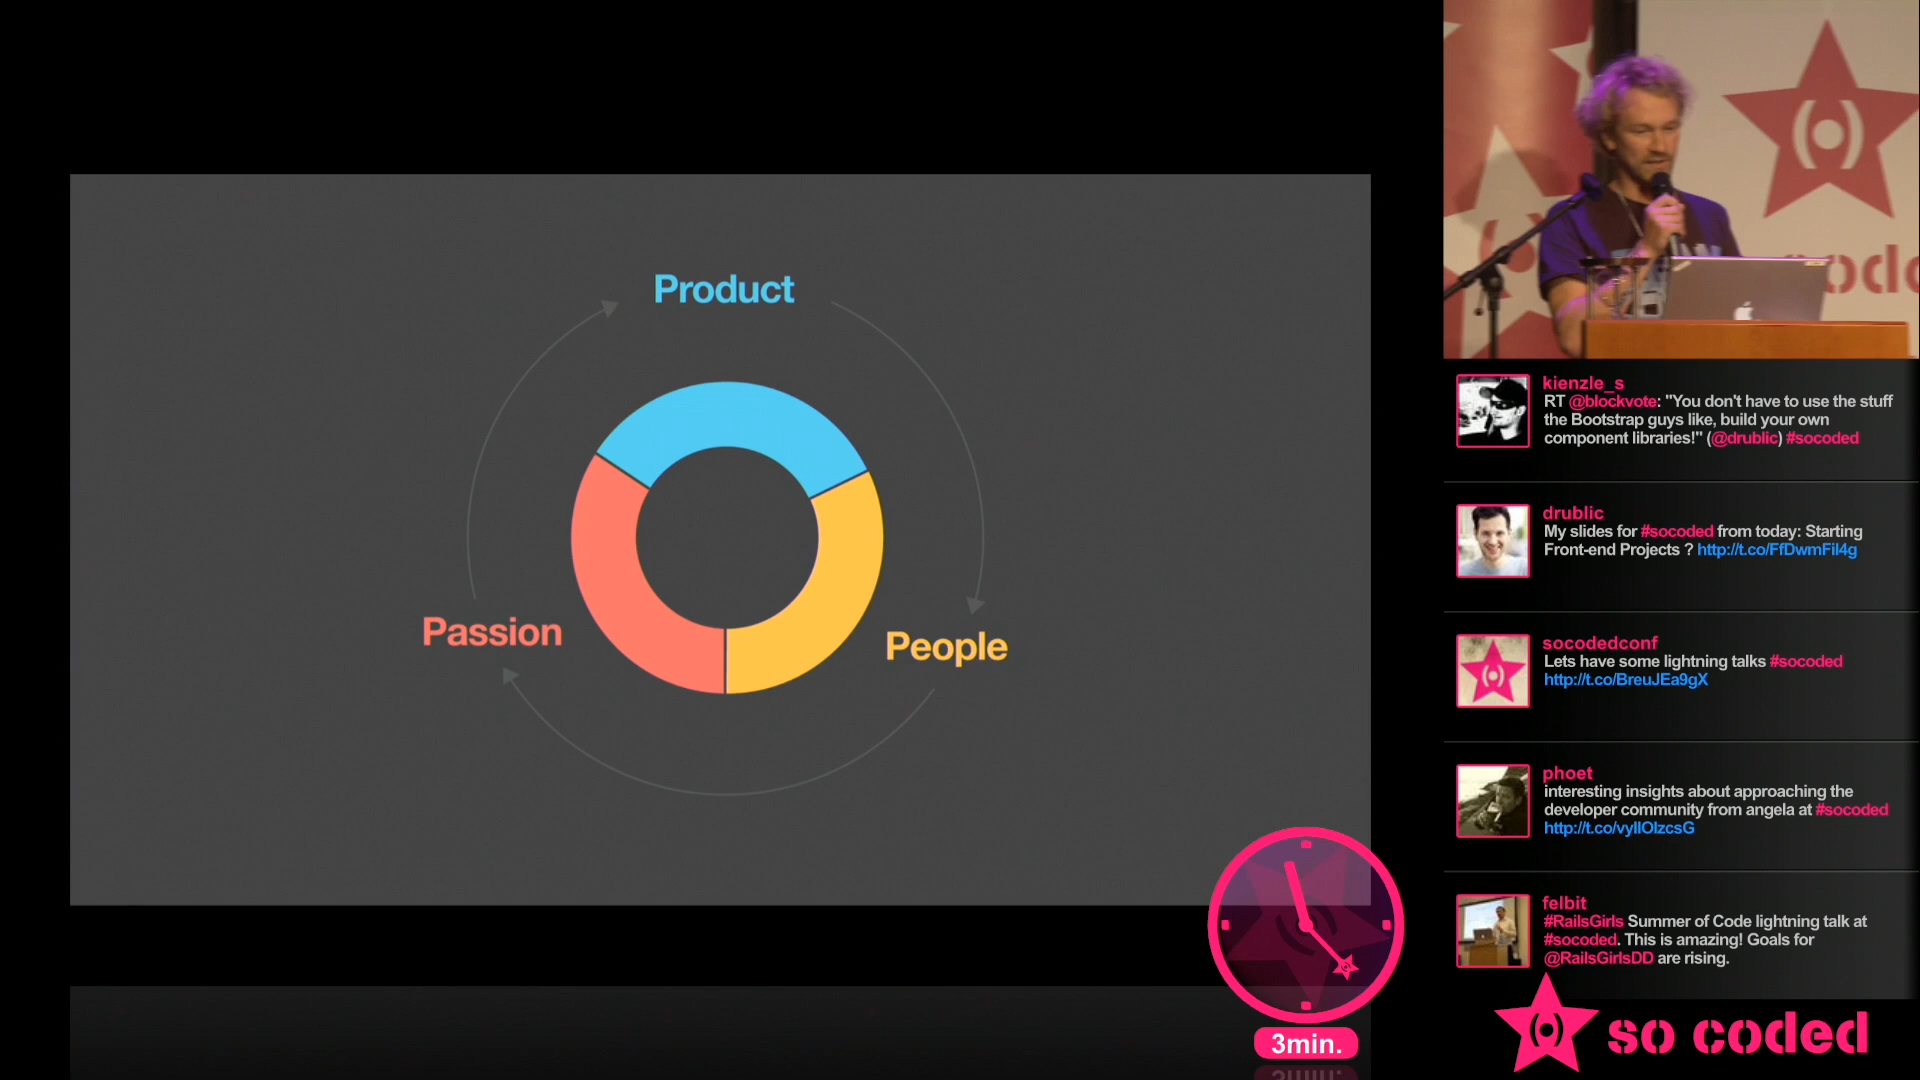 Product
Passion
People
3min.
coded
kienzle_s
RT @blockvote: "You don't have to use the stuff
the Bootstrap guys like, build your own
component libraries!" (@drublic) #socoded
drublic
My slides for #socoded from today: Starting
Front-end Projects ? http://t.co/FfDwmFil4g
socodedconf
Lets have some lightning talks #socoded
http://t.co/BreuJEa9gX
phoet
interesting insights about approaching the
developer community from angela at #socoded
http://t.co/vyIlOlzcsG
felbit
#RailsGirls Summer of Code lightning talk at
#socoded. This is amazing! Goals for
@RailsGirlsDD are rising.
so coded